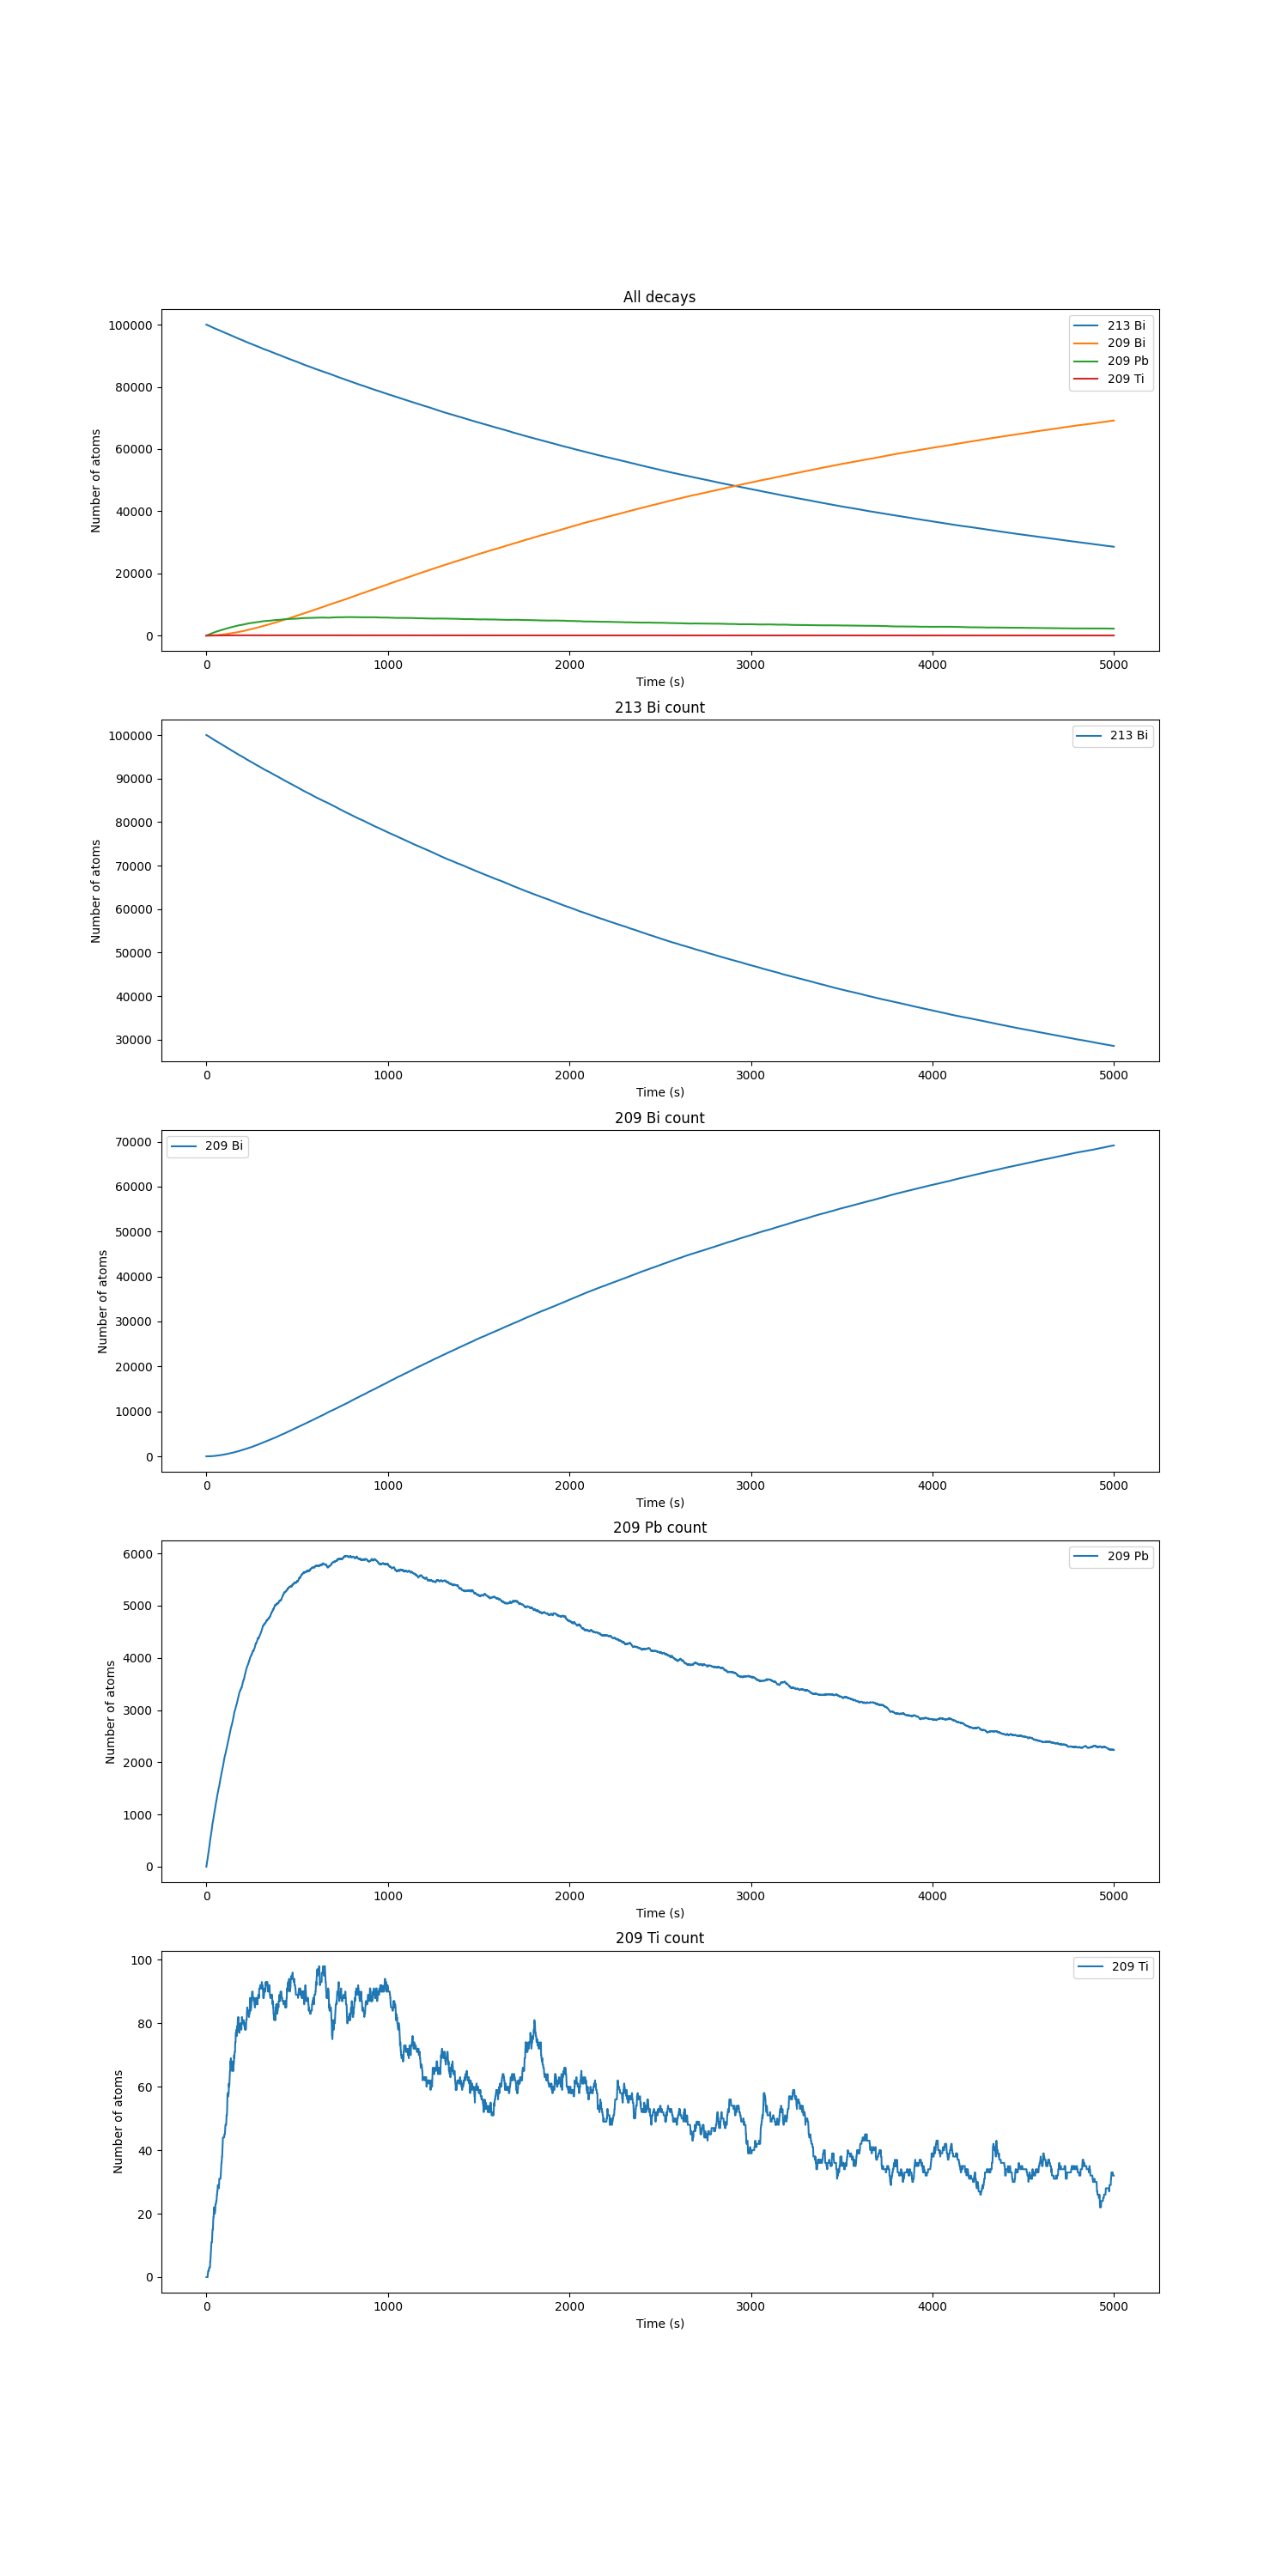 All decays
100000
80000
60000
40000
20000
0
Number of atoms
213 Bi
209 Bi
209 Pb
209 Ti
0 1000 2000 3000 4000 5000
Time (s)
213 Bi count
100000
90000
80000
70000
60000
50000
40000
30000
Number of atoms
213 Bi
0 1000 2000 3000 4000 5000
Time (s)
209 Bi count
70000
60000
50000
40000
30000
20000
10000
0
Number of atoms
209 Bi
0 1000 2000 3000 4000 5000
Time (s)
209 Pb count
6000
5000
4000
3000
2000
1000
0
Number of atoms
209 Pb
0 1000 2000 3000 4000 5000
Time (s)
209 Ti count
100
80
60
40
20
0
Number of atoms
209 Ti
0 1000 2000 3000 4000 5000
Time (s)